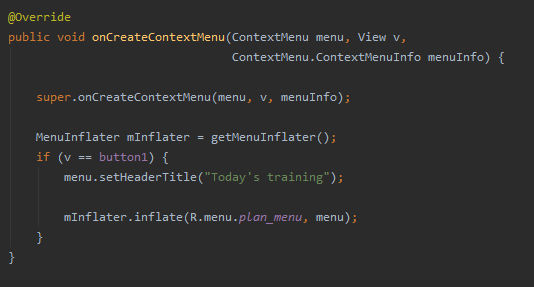 @Override
public void onCreateContextMenu(ContextMenu menu, View v,
                                ContextMenu.ContextMenuInfo menuInfo) {
    super.onCreateContextMenu(menu, v, menuInfo);
    MenuInflater mInflater = getMenuInflater();
    if (v == button1) {
        menu.setHeaderTitle("Today's training");
        mInflater.inflate(R.menu.plan_menu, menu);
    }
}